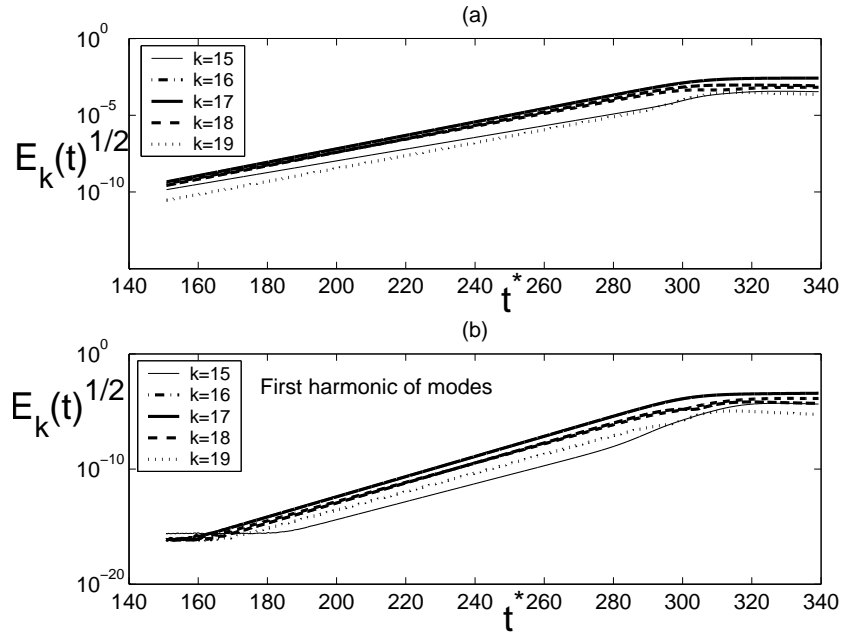 (a)
10^0
10^−5
10^−10
E_k(t)^1/2
k=15
k=16
k=17
k=18
k=19
140 160 180 200 220 240 260 280 300 320 340
t^*
(b)
10^0
10^−10
10^−20
E_k(t)^1/2
k=15
k=16
k=17
k=18
k=19
First harmonic of modes
140 160 180 200 220 240 260 280 300 320 340
t^*